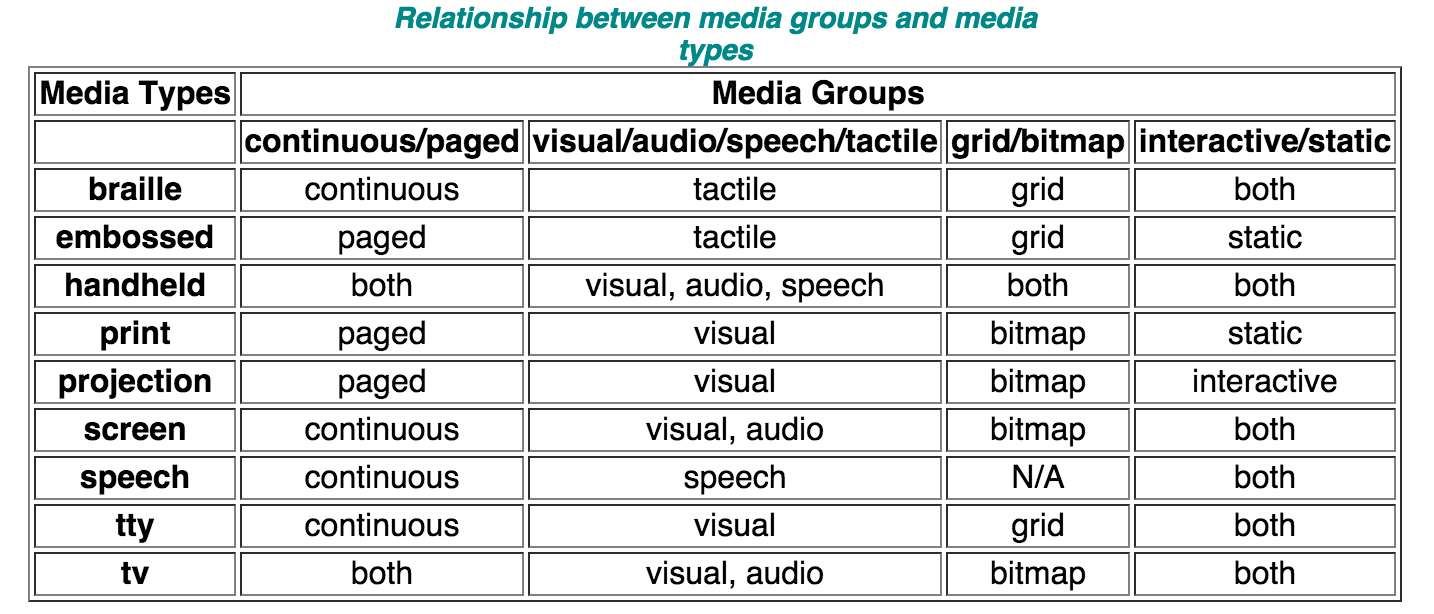 Relationship between media groups and media
types
Media Types Media Groups
continuous/paged visual/audio/speech/tactile grid/bitmap interactive/static
braille continuous tactile grid both
embossed paged tactile grid static
handheld both visual, audio, speech both both
print paged visual bitmap static
projection paged visual bitmap interactive
screen continuous visual, audio bitmap both
speech continuous speech N/A both
tty continuous visual grid both
tv both visual, audio bitmap both